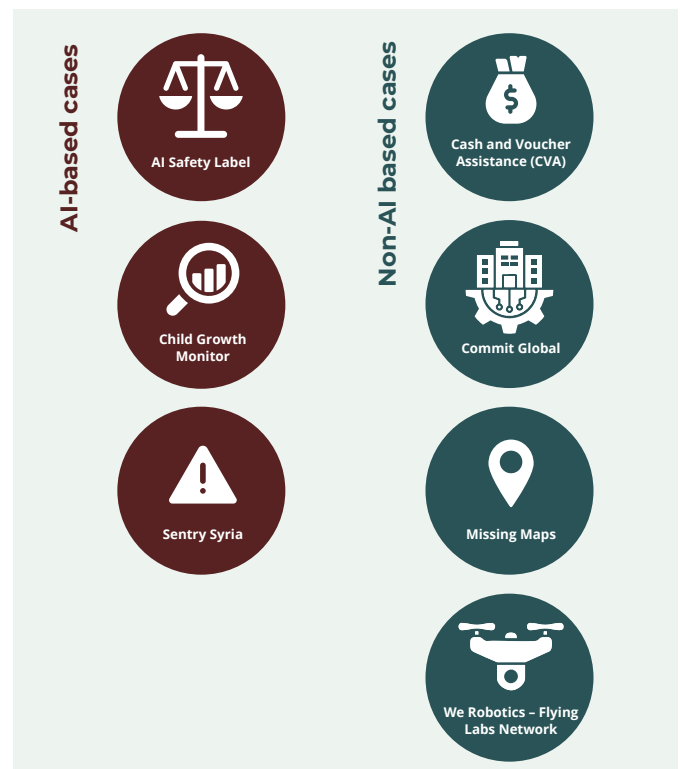 AI-based cases
AI Safety Label
Child Growth
Monitor
Sentry Syria
Non-AI based cases
$
Cash and Voucher
Assistance (CVA)
Commit Global
Missing Maps
We Robotics – Flying
Labs Network